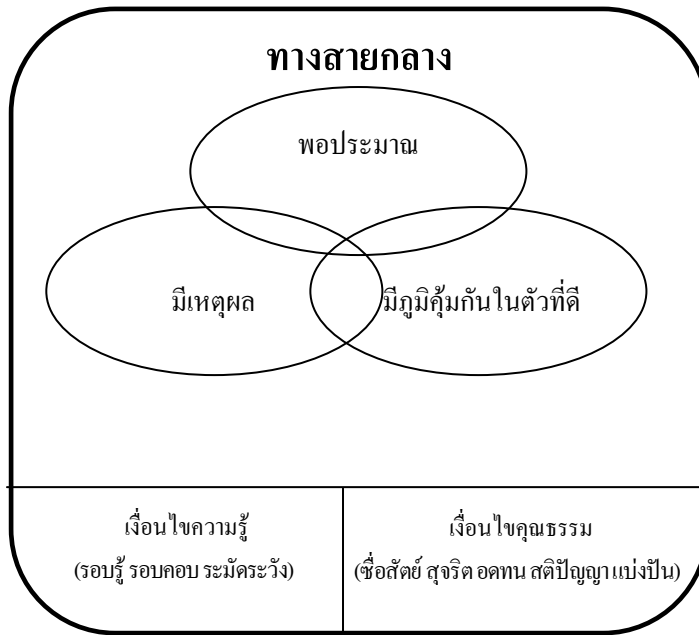 ทางสายกลาง
พอประมาณ
มีเหตุผล
มีภูมิคุ้มกันในตัวที่ดี
เงื่อนไขความรู้
(รอบรู้ รอบคอบ ระมัดระวัง)
เงื่อนไขคุณธรรม
(ซื่อสัตย์ สุจริต อดทน สติปัญญา แบ่งปัน)